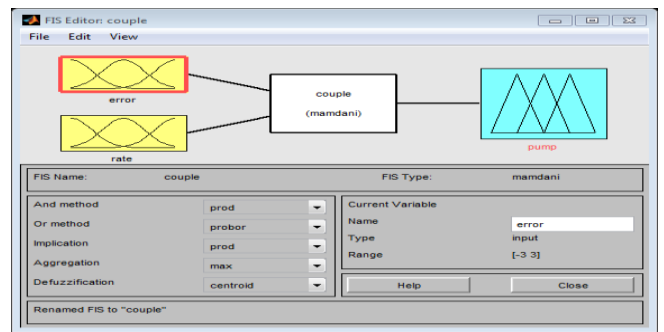 FIS Editor: couple
File Edit View
error
rate
couple
(mamdani)
pump
FIS Name: couple FIS Type: mamdani
And method prod
Or method probor
Implication prod
Aggregation max
Defuzzification centroid
Current Variable
Name error
Type input
Range [-3 3]
Help Close
Renamed FIS to "couple"